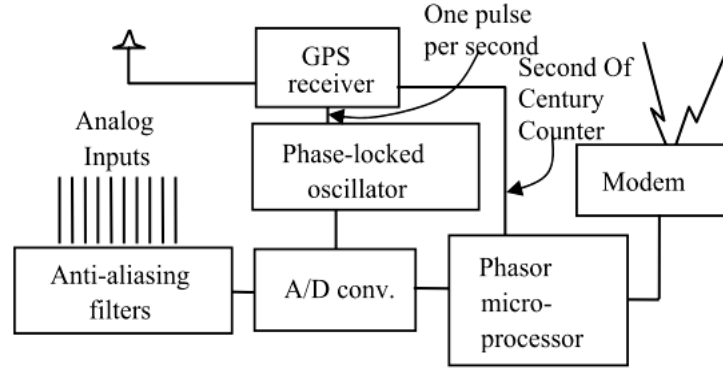 One pulse
per second
GPS
receiver
Second Of
Century
Counter
Analog
Inputs
Phase-locked
oscillator
Modem
Anti-aliasing
filters
A/D conv.
Phasor
micro-
processor